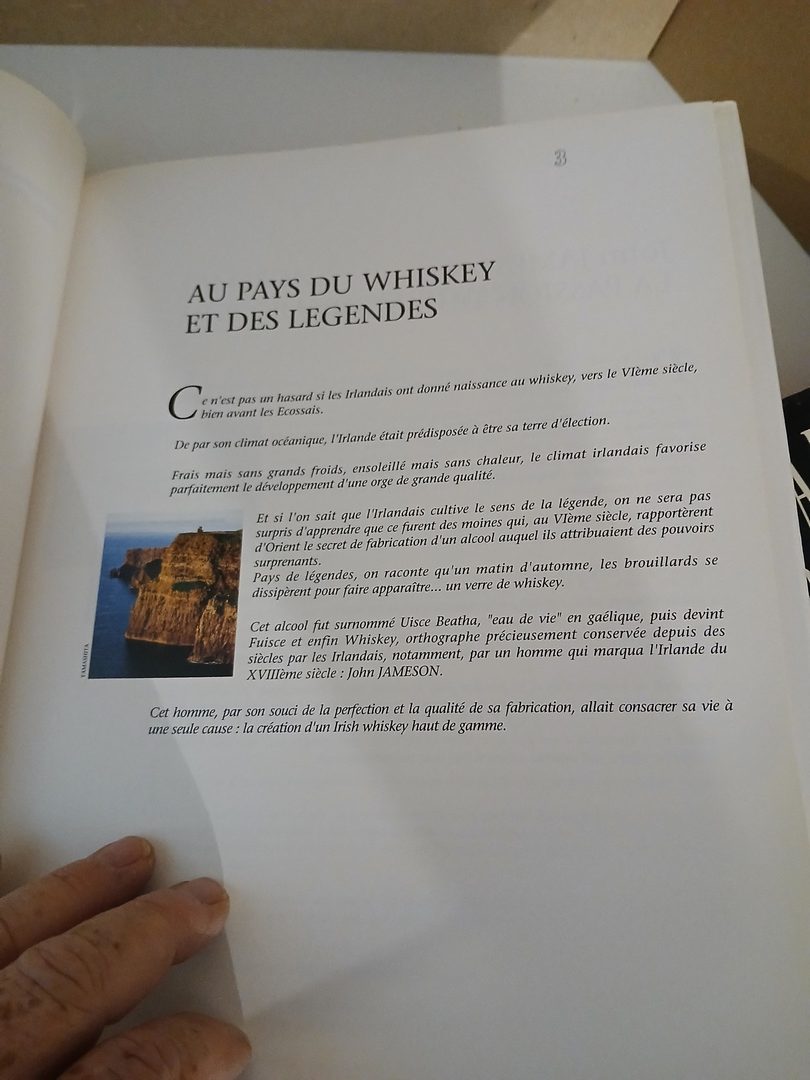 3
AU PAYS DU WHISKEY
ET DES LEGENDES
Ce n'est pas un hasard si les Irlandais ont donné naissance au whiskey, vers le VIème siècle,
bien avant les Ecossais.
De par son climat océanique, l'Irlande était prédisposée à être sa terre d'élection.
Frais mais sans grands froids, ensoleillé mais sans chaleur, le climat irlandais favorise
parfaitement le développement d'une orge de grande qualité.
Et si l'on sait que l'Irlandais cultive le sens de la légende, on ne sera pas
surpris d'apprendre que ce furent des moines qui, au VIème siècle, rapportèrent
d'Orient le secret de fabrication d'un alcool auquel ils attribuaient des pouvoirs
surprenants.
Pays de légendes, on raconte qu'un matin d'automne, les brouillards se
dissipèrent pour faire apparaître... un verre de whiskey.
YAMASHITA
Cet alcool fut surnommé Uisce Beatha, "eau de vie" en gaélique, puis devint
Fuisce et enfin Whiskey, orthographe précieusement conservée depuis des
siècles par les Irlandais, notamment, par un homme qui marqua l'Irlande du
XVIIIème siècle : John JAMESON.
Cet homme, par son souci de la perfection et la qualité de sa fabrication, allait consacrer sa vie à
une seule cause : la création d'un Irish whiskey haut de gamme.